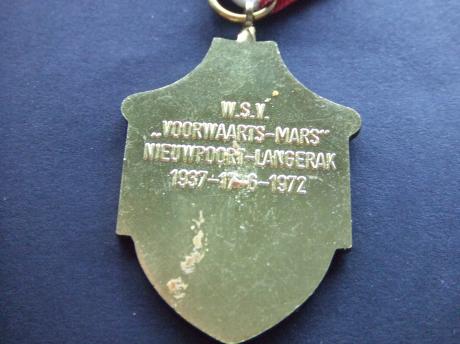 W.S.V.
„VOORWAARTS-MARS"
NIEUWPOORT-LANGERAK
1937-17-6-1972